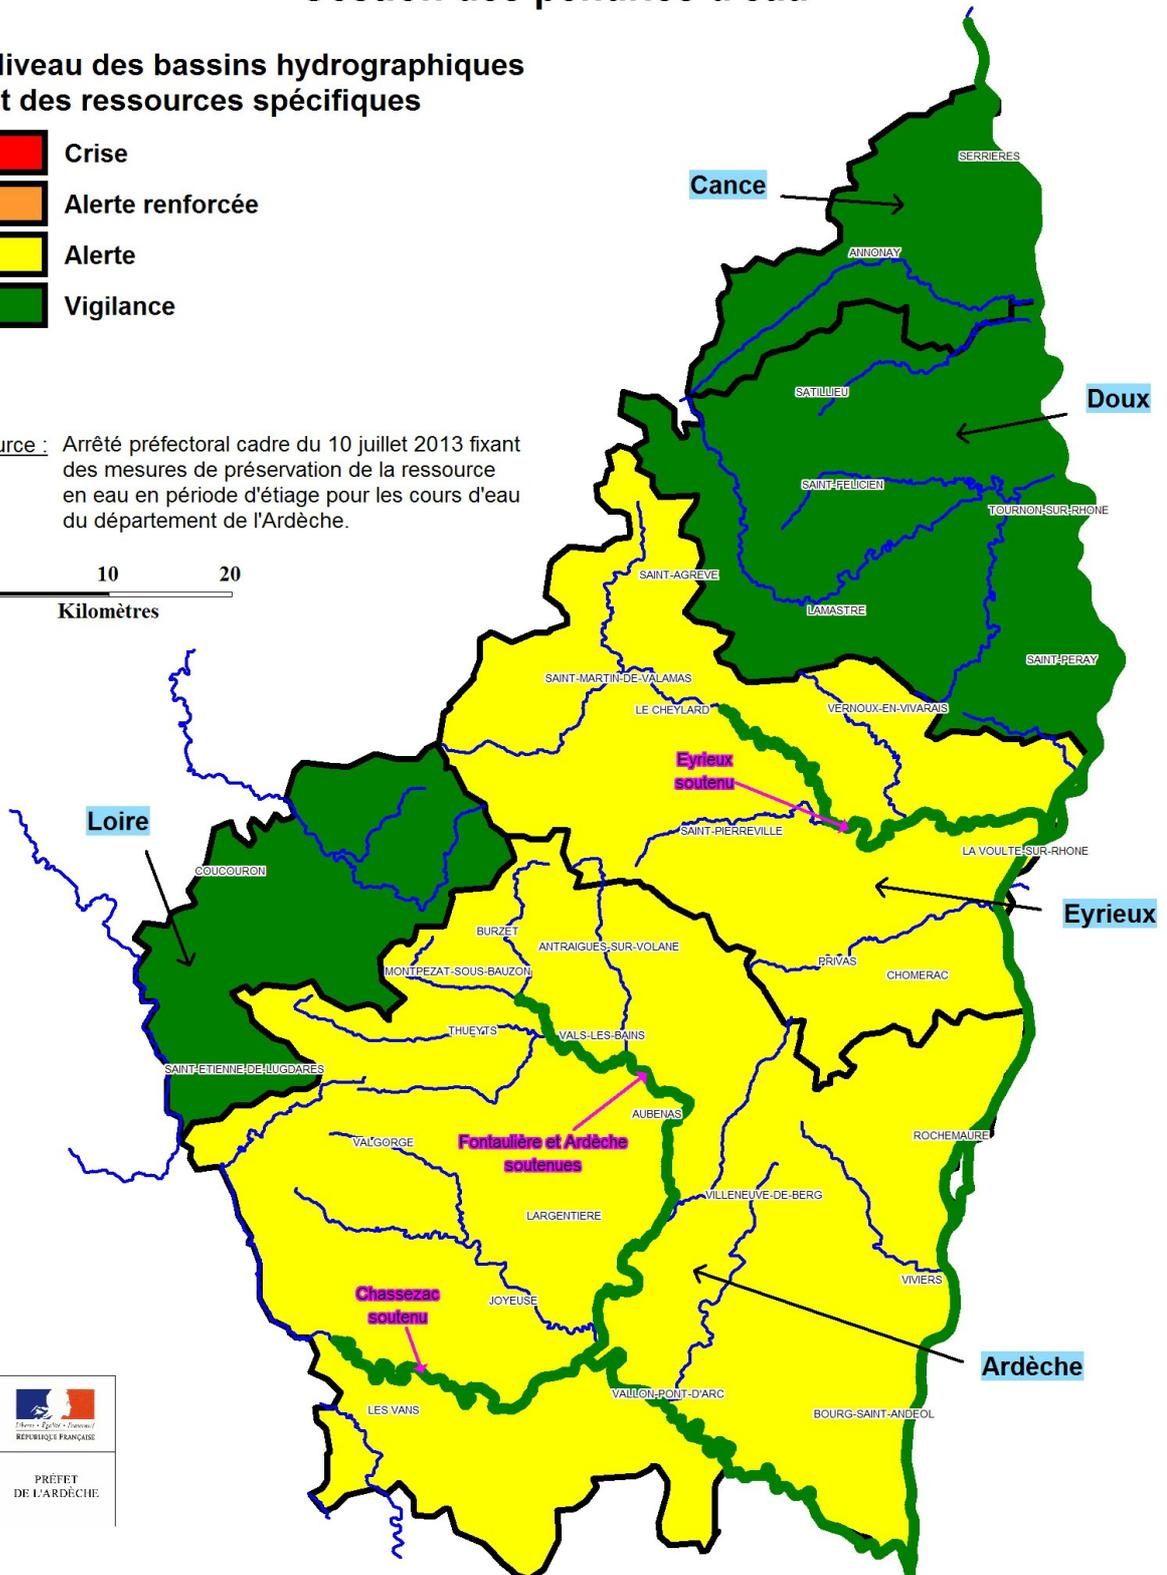 iveau des bassins hydrographiques
t des ressources spécifiques
Crise
Alerte renforcée
Alerte
Vigilance
urce : Arrêté préfectoral cadre du 10 juillet 2013 fixant
des mesures de préservation de la ressource
en eau en période d'étiage pour les cours d'eau
du département de l'Ardèche.
10 20
Kilomètres
SERRIERES
Cance
ANNONAY
SATILLIEU
Doux
SAINT-FELICIEN
TOURNON-SUR-RHONE
SAINT-AGREVE
LAMASTRE
SAINT-PERAY
SAINT-MARTIN-DE-VALAMAS
LE CHEYLARD
VERNOUX-EN-VIVARAIS
Eyrieux
soutenu
SAINT-PIERREVILLE
LA VOULTE-SUR-RHONE
Loire
COUCOURON
Eyrieux
BURZET
ANTRAIGUES-SUR-VOLANE
MONTPEZAT-SOUS-BAUZON
PRIVAS
CHOMERAC
THUEYTS
VALS-LES-BAINS
SAINT-ETIENNE-DE-LUGDARES
AUBENAS
VALGORGE
Fontaulière et Ardèche
soutenues
ROCHEMAURE
VILLENEUVE-DE-BERG
LARGENTIERE
VIVIERS
Chassezac
soutenu
JOYEUSE
Ardèche
LES VANS
VALLON-PONT-D'ARC
BOURG-SAINT-ANDEOL
Liberté • Égalité • Fraternité
RÉPUBLIQUE FRANÇAISE
PRÉFET
DE L'ARDÈCHE